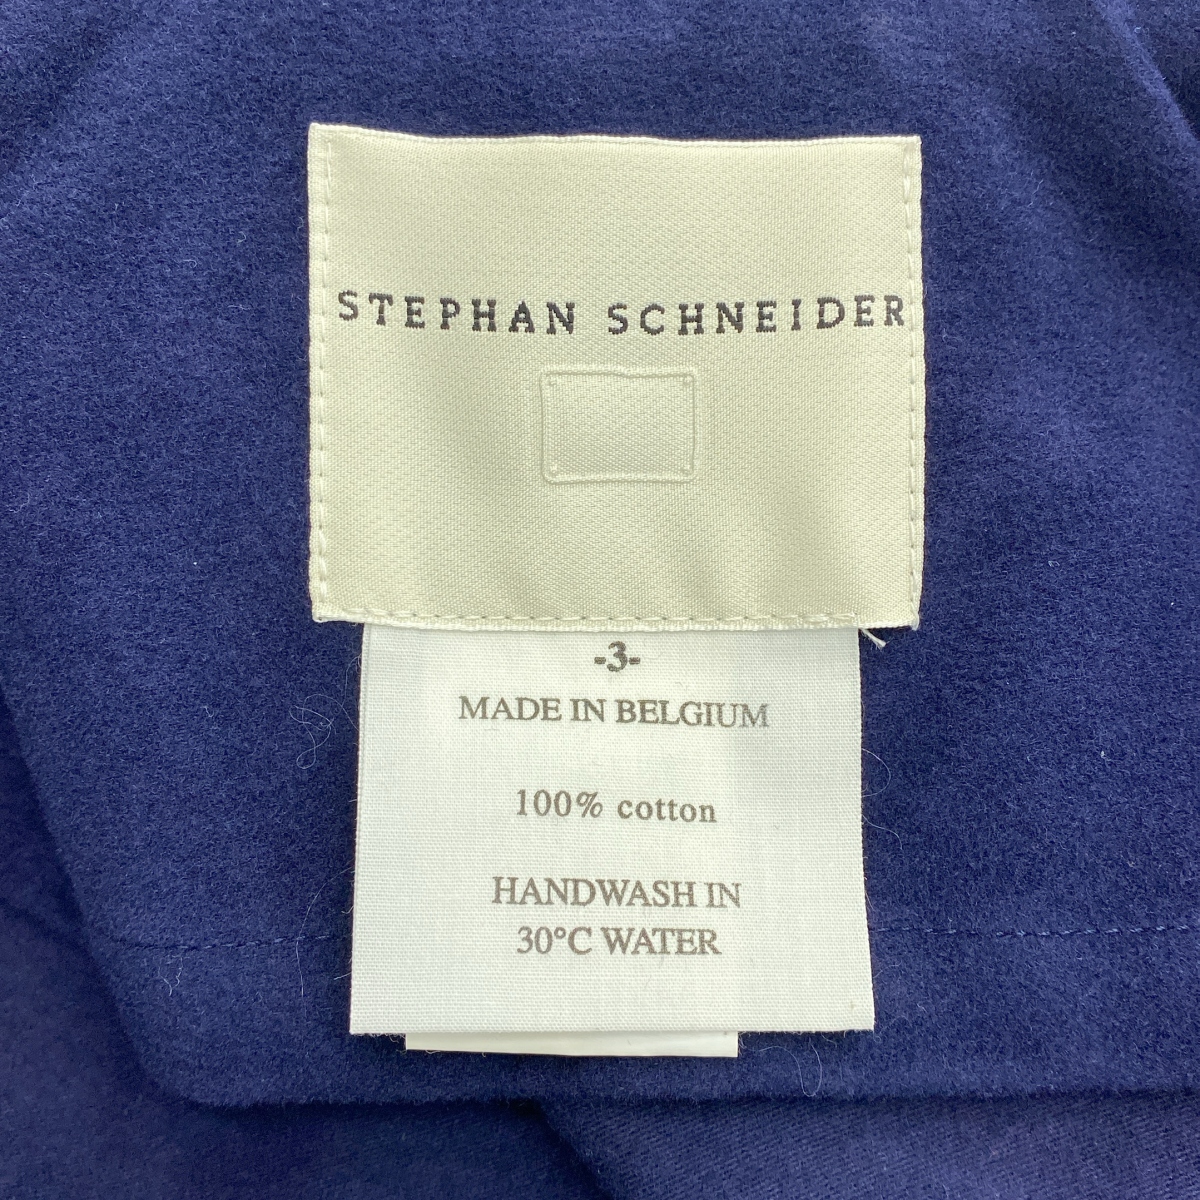 STEPHAN SCHNEIDER
-3-
MADE IN BELGIUM
100% cotton
HANDWASH IN
30°C WATER